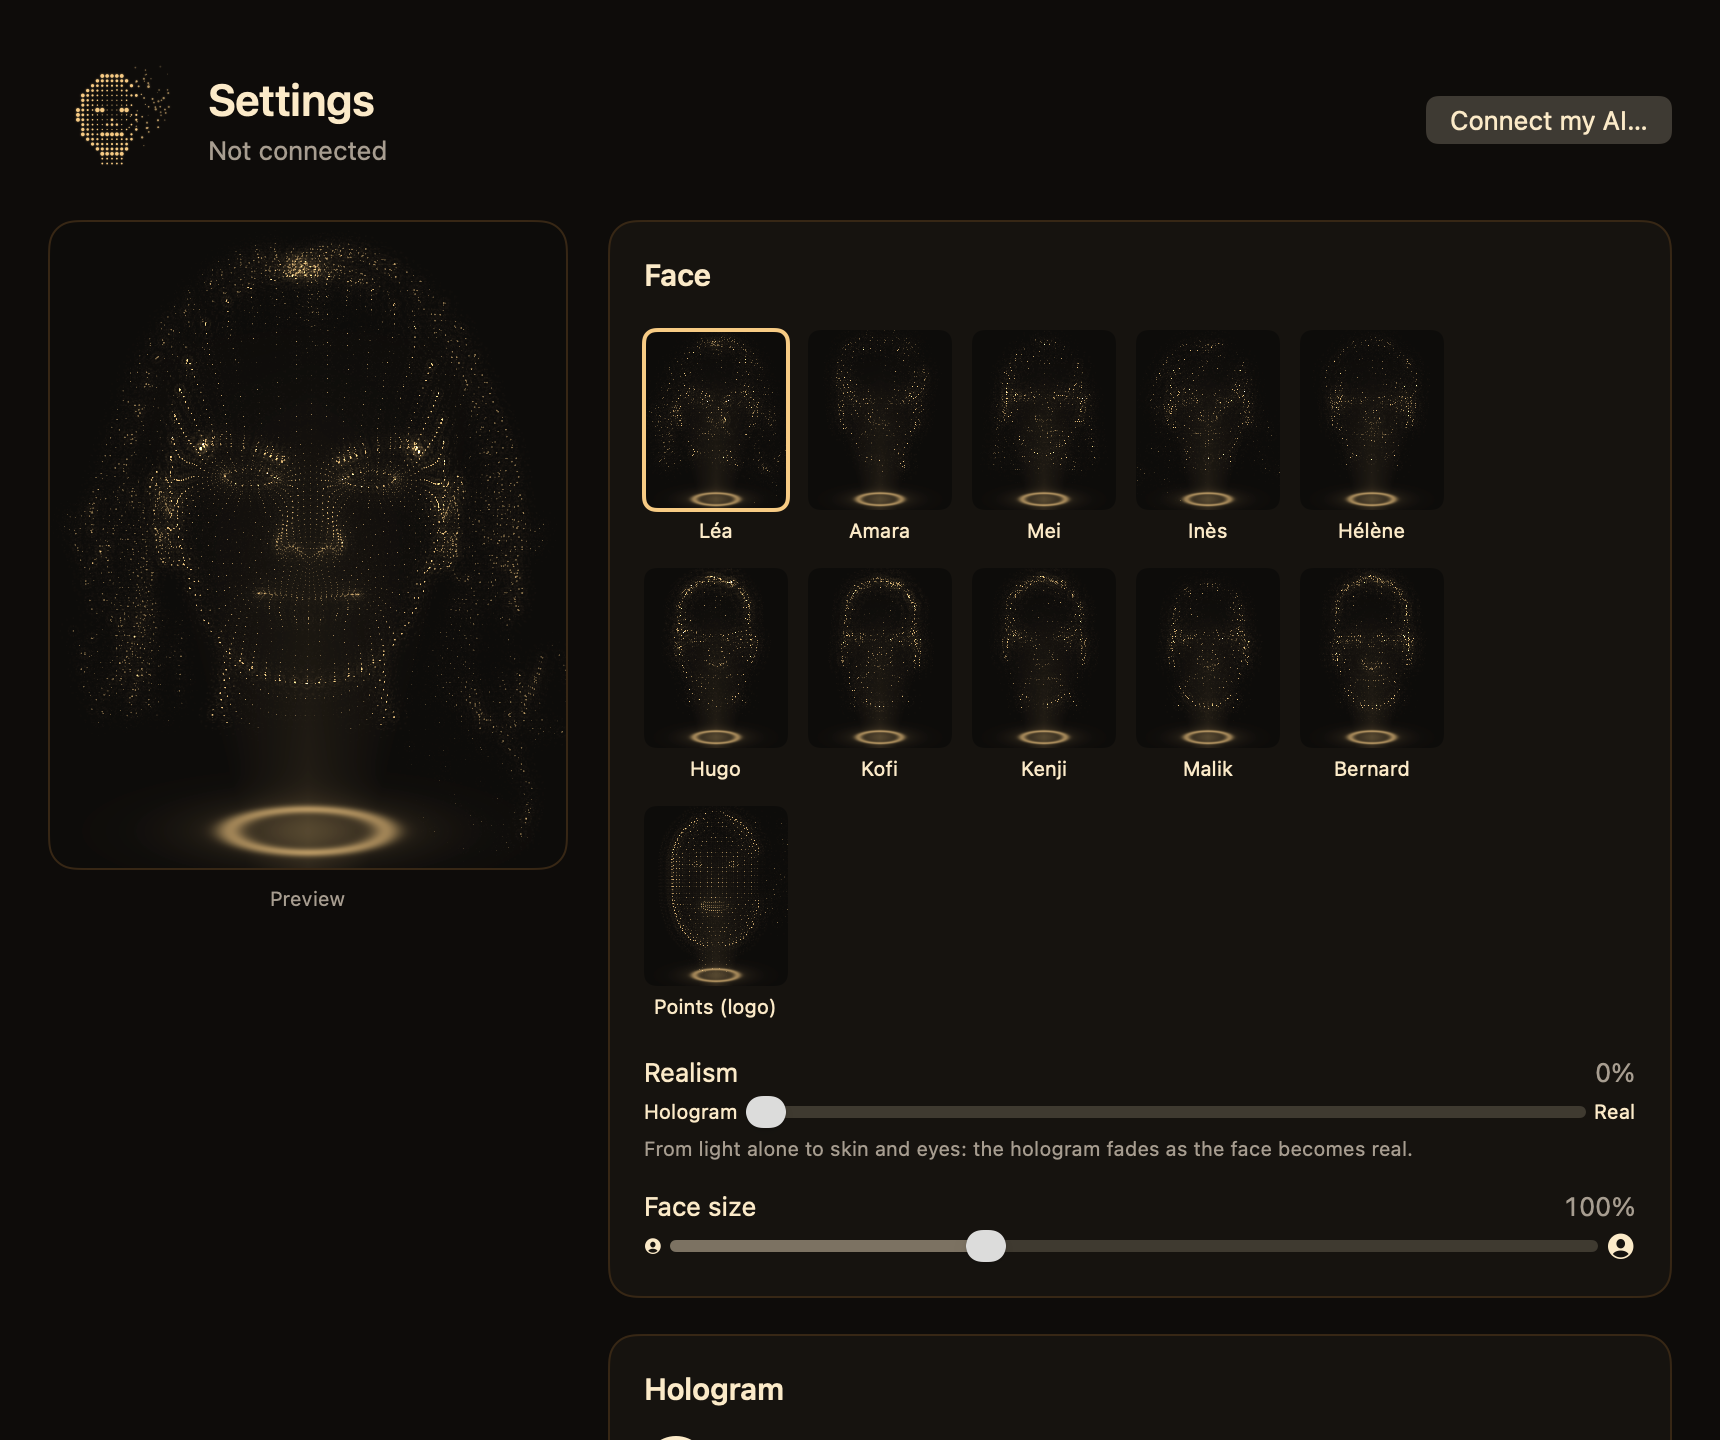 Settings
Not connected
Connect my AI...
Preview
Face
Léa
Amara
Mei
Inès
Hélène
Hugo
Kofi
Kenji
Malik
Bernard
Points (logo)
Realism
0%
Hologram
Real
From light alone to skin and eyes: the hologram fades as the face becomes real.
Face size
100%
Hologram